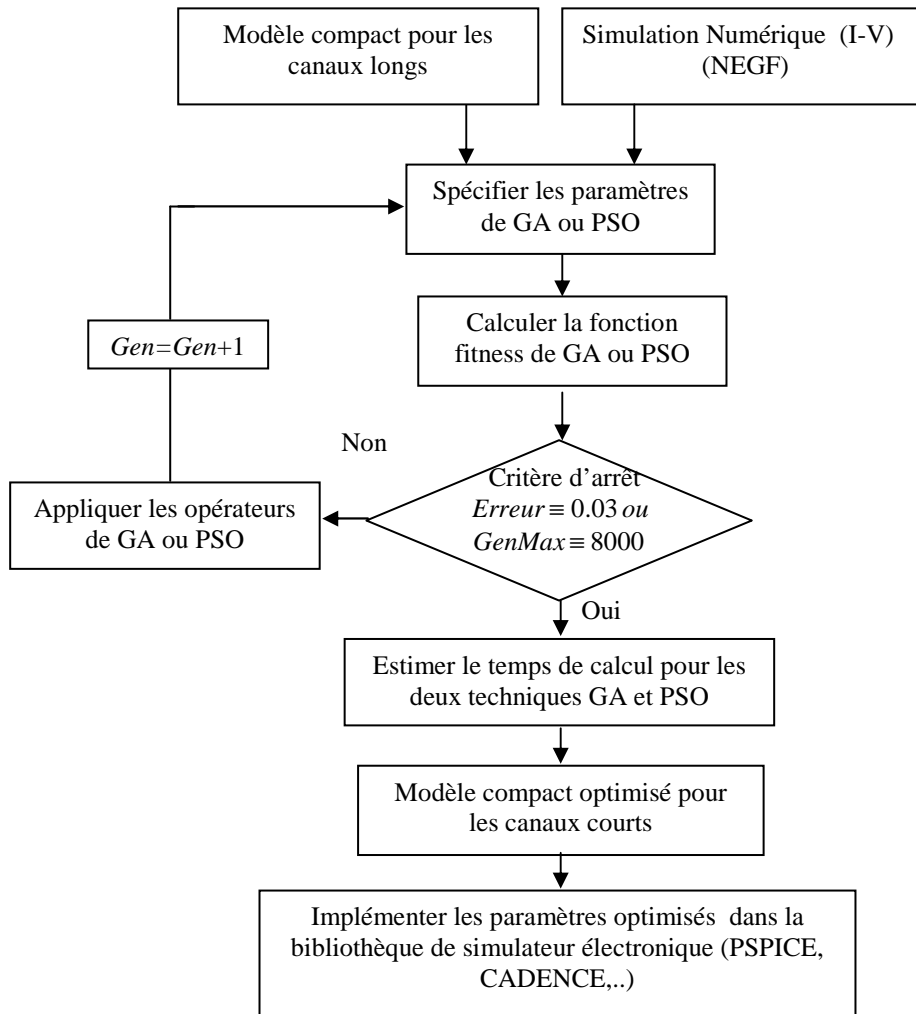 Modèle compact pour les
canaux longs
Simulation Numérique (I-V)
(NEGF)
Spécifier les paramètres
de GA ou PSO
Calculer la fonction
fitness de GA ou PSO
Gen=Gen+1
Non
Critère d’arrêt
Erreur ≡ 0.03 ou
GenMax ≡ 8000
Appliquer les opérateurs
de GA ou PSO
Oui
Estimer le temps de calcul pour les
deux techniques GA et PSO
Modèle compact optimisé pour
les canaux courts
Implémenter les paramètres optimisés dans la
bibliothèque de simulateur électronique (PSPICE,
CADENCE,..)